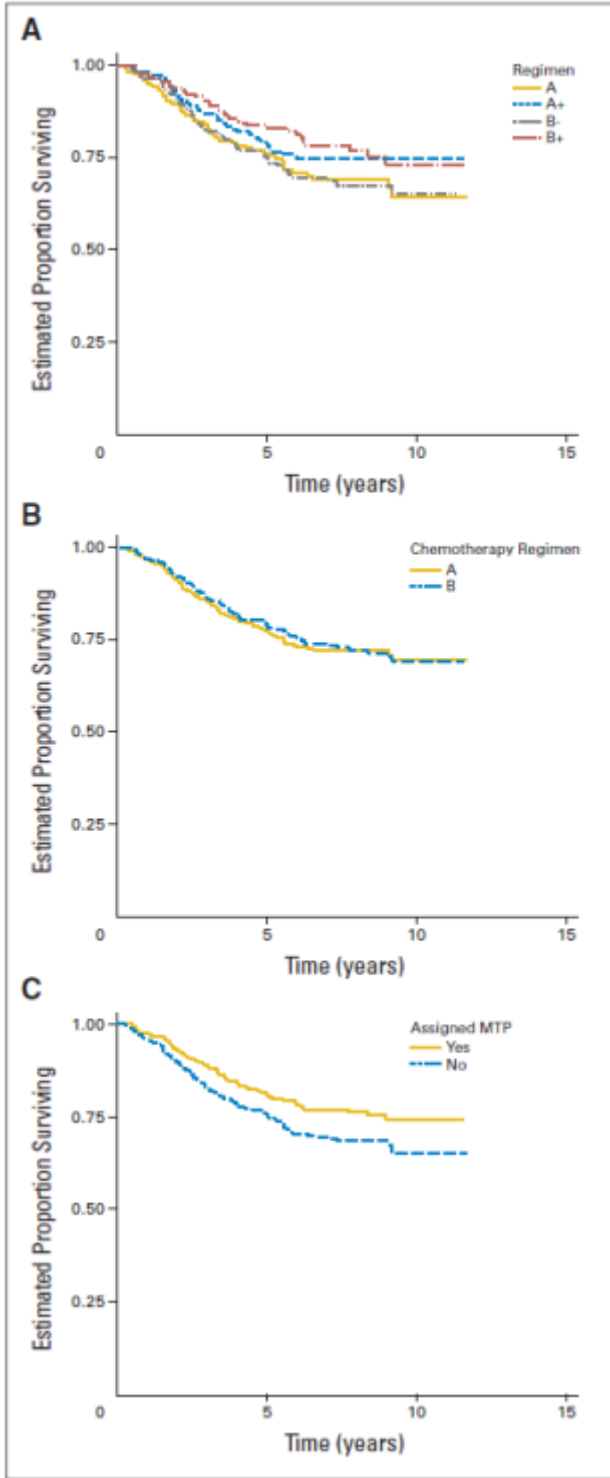 A
Estimated Proportion Surviving
1.00
0.75
0.50
0.25
0
5
10
15
Time (years)
Regimen
A
A+
B-
B+
B
Estimated Proportion Surviving
1.00
0.75
0.50
0.25
0
5
10
15
Time (years)
Chemotherapy Regimen
A
B
C
Estimated Proportion Surviving
1.00
0.75
0.50
0.25
0
5
10
15
Time (years)
Assigned MTP
Yes
No